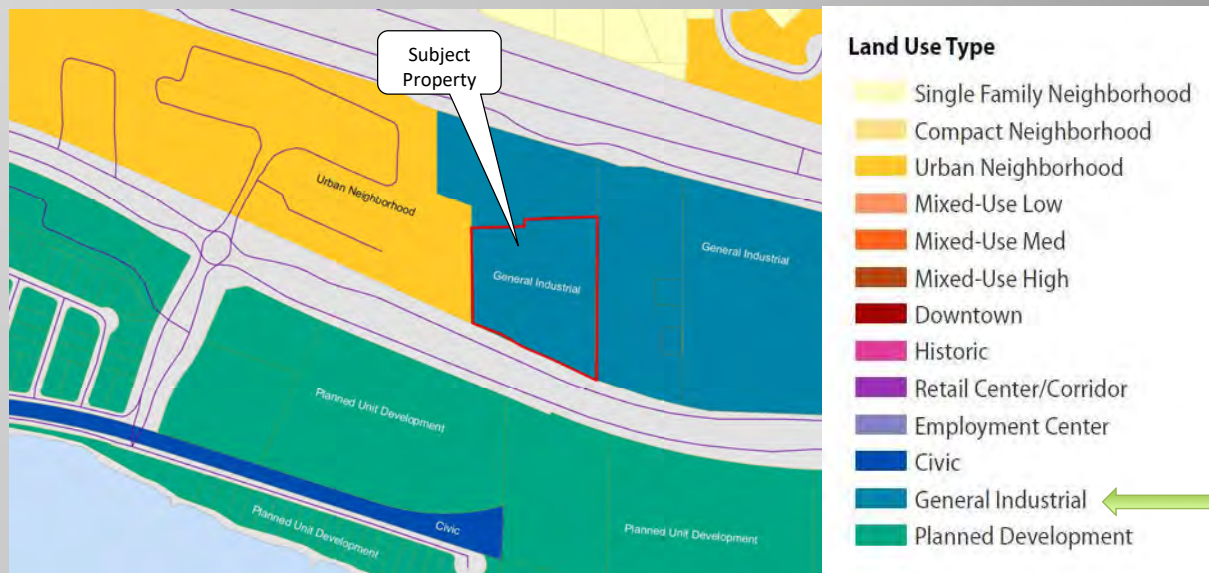 Subject
Property
Urban Neighborhood
General Industrial
General Industrial
Planned Unit Development
Planned Unit Development
Civic
Planned Unit Development
Land Use Type
Single Family Neighborhood
Compact Neighborhood
Urban Neighborhood
Mixed-Use Low
Mixed-Use Med
Mixed-Use High
Downtown
Historic
Retail Center/Corridor
Employment Center
Civic
General Industrial
Planned Development